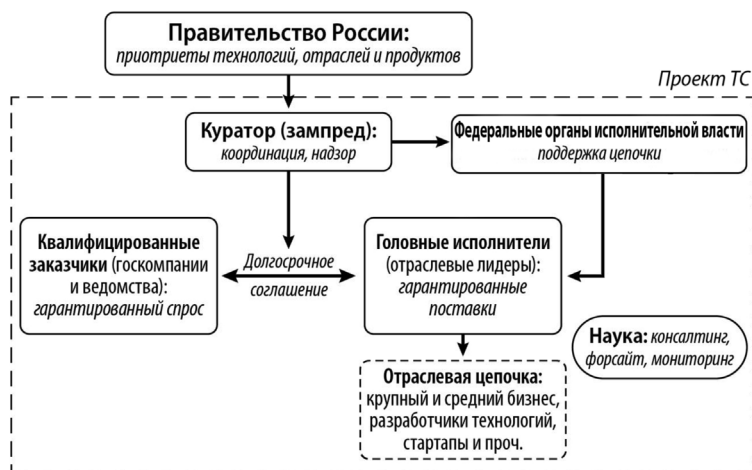 Правительство России:
приотриеты технологий, отраслей и продуктов
Проект ТС
Куратор (зампред):
координация, надзор
Федеральные органы исполнительной власти
поддержка цепочки
Квалифицированные
заказчики (госкомпании
и ведомства):
гарантированный спрос
Долгосрочное
соглашение
Головные исполнители
(отраслевые лидеры):
гарантированные
поставки
Наука: консалтинг,
форсайт, мониторинг
Отраслевая цепочка:
крупный и средний бизнес,
разработчики технологий,
стартапы и проч.